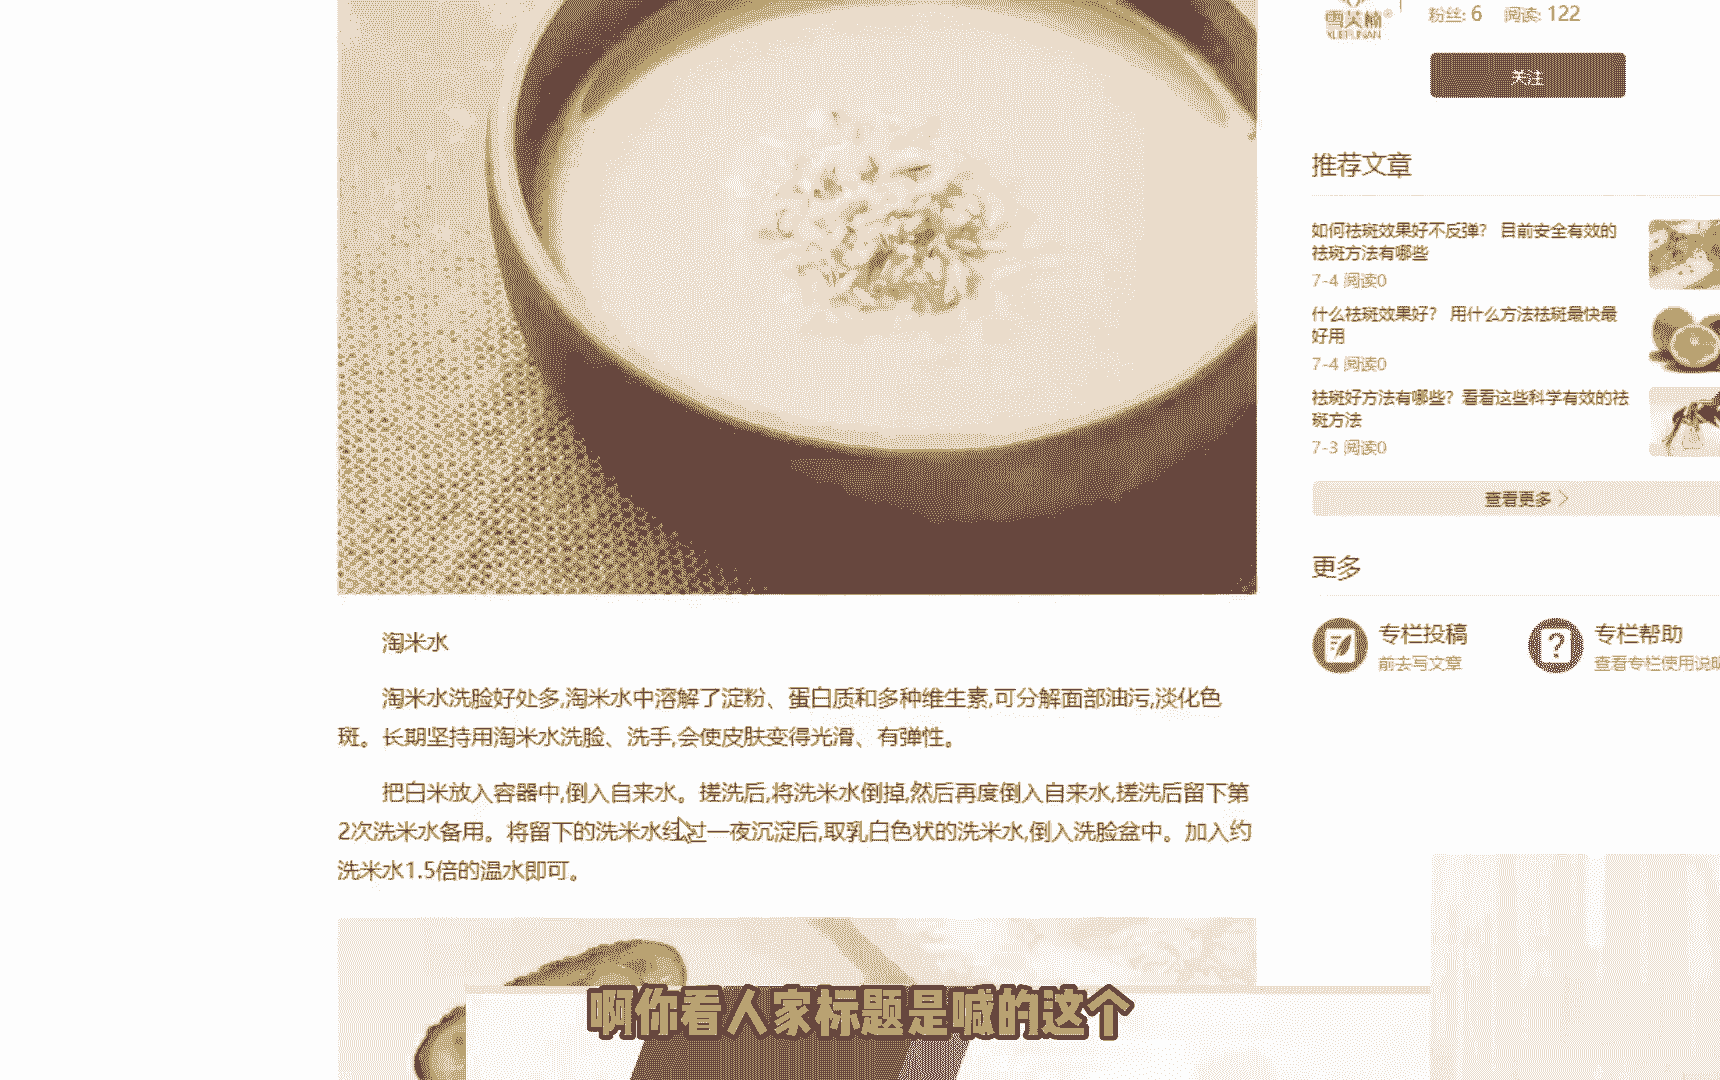 雪芙楠
XUEFUNAN
粉丝: 6 阅读: 122
关注
推荐文章
如何祛斑效果好不反弹？ 目前安全有效的
祛斑方法有哪些
7-4 阅读0
什么祛斑效果好？ 用什么方法祛斑最快最
好用
7-4 阅读0
祛斑好方法有哪些？看看这些科学有效的祛
斑方法
7-3 阅读0
查看更多
更多
专栏投稿
前去写文章
专栏帮助
查看专栏使用说明
淘米水
淘米水洗脸好处多,淘米水中溶解了淀粉、蛋白质和多种维生素,可分解面部油污,淡化色
斑。长期坚持用淘米水洗脸、洗手,会使皮肤变得光滑、有弹性。
把白米放入容器中,倒入自来水。搓洗后,将洗米水倒掉,然后再度倒入自来水,搓洗后留下第
2次洗米水备用。将留下的洗米水经过一夜沉淀后,取乳白色状的洗米水,倒入洗脸盆中。加入约
洗米水1.5倍的温水即可。
啊你看人家标题是喊的这个